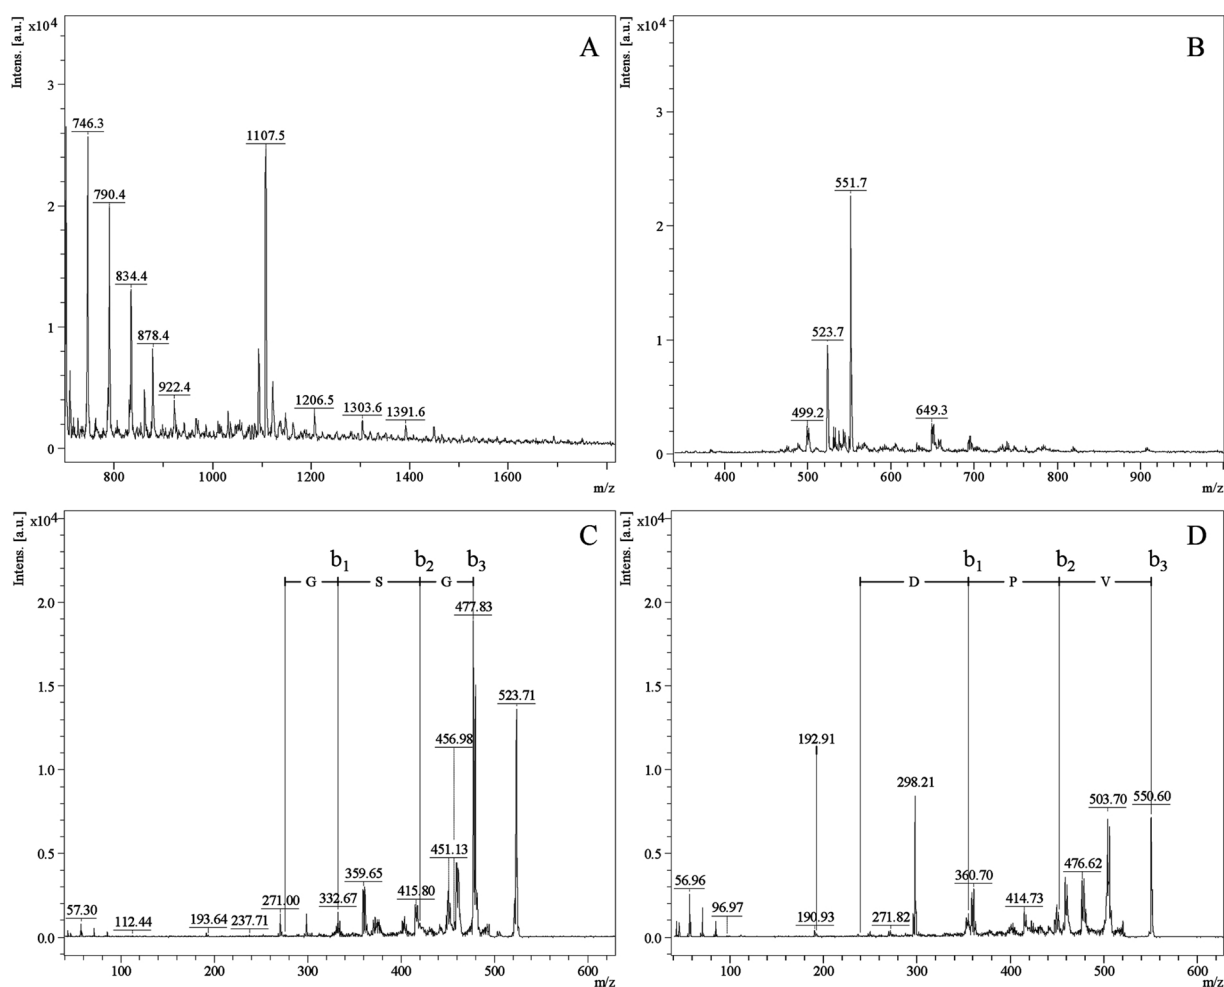 Intens. [a.u.]
x10⁴
A
3
2
1
0
746.3
790.4
834.4
878.4
922.4
1107.5
1206.5
1303.6
1391.6
800 1000 1200 1400 1600
m/z
Intens. [a.u.]
x10⁴
B
3
2
1
0
551.7
523.7
499.2
649.3
400 500 600 700 800 900
m/z
Intens. [a.u.]
x10⁴
C
b₁ b₂ b₃
G S G
2.0
1.5
1.0
0.5
0.0
477.83
523.71
456.98
451.13
359.65
415.80
332.67
271.00
57.30
112.44
193.64
237.71
100 200 300 400 500 600
m/z
Intens. [a.u.]
x10⁴
D
b₁ b₂ b₃
D P V
2.0
1.5
1.0
0.5
0.0
192.91
298.21
503.70
550.60
476.62
360.70
414.73
56.96
96.97
190.93
271.82
100 200 300 400 500 600
m/z